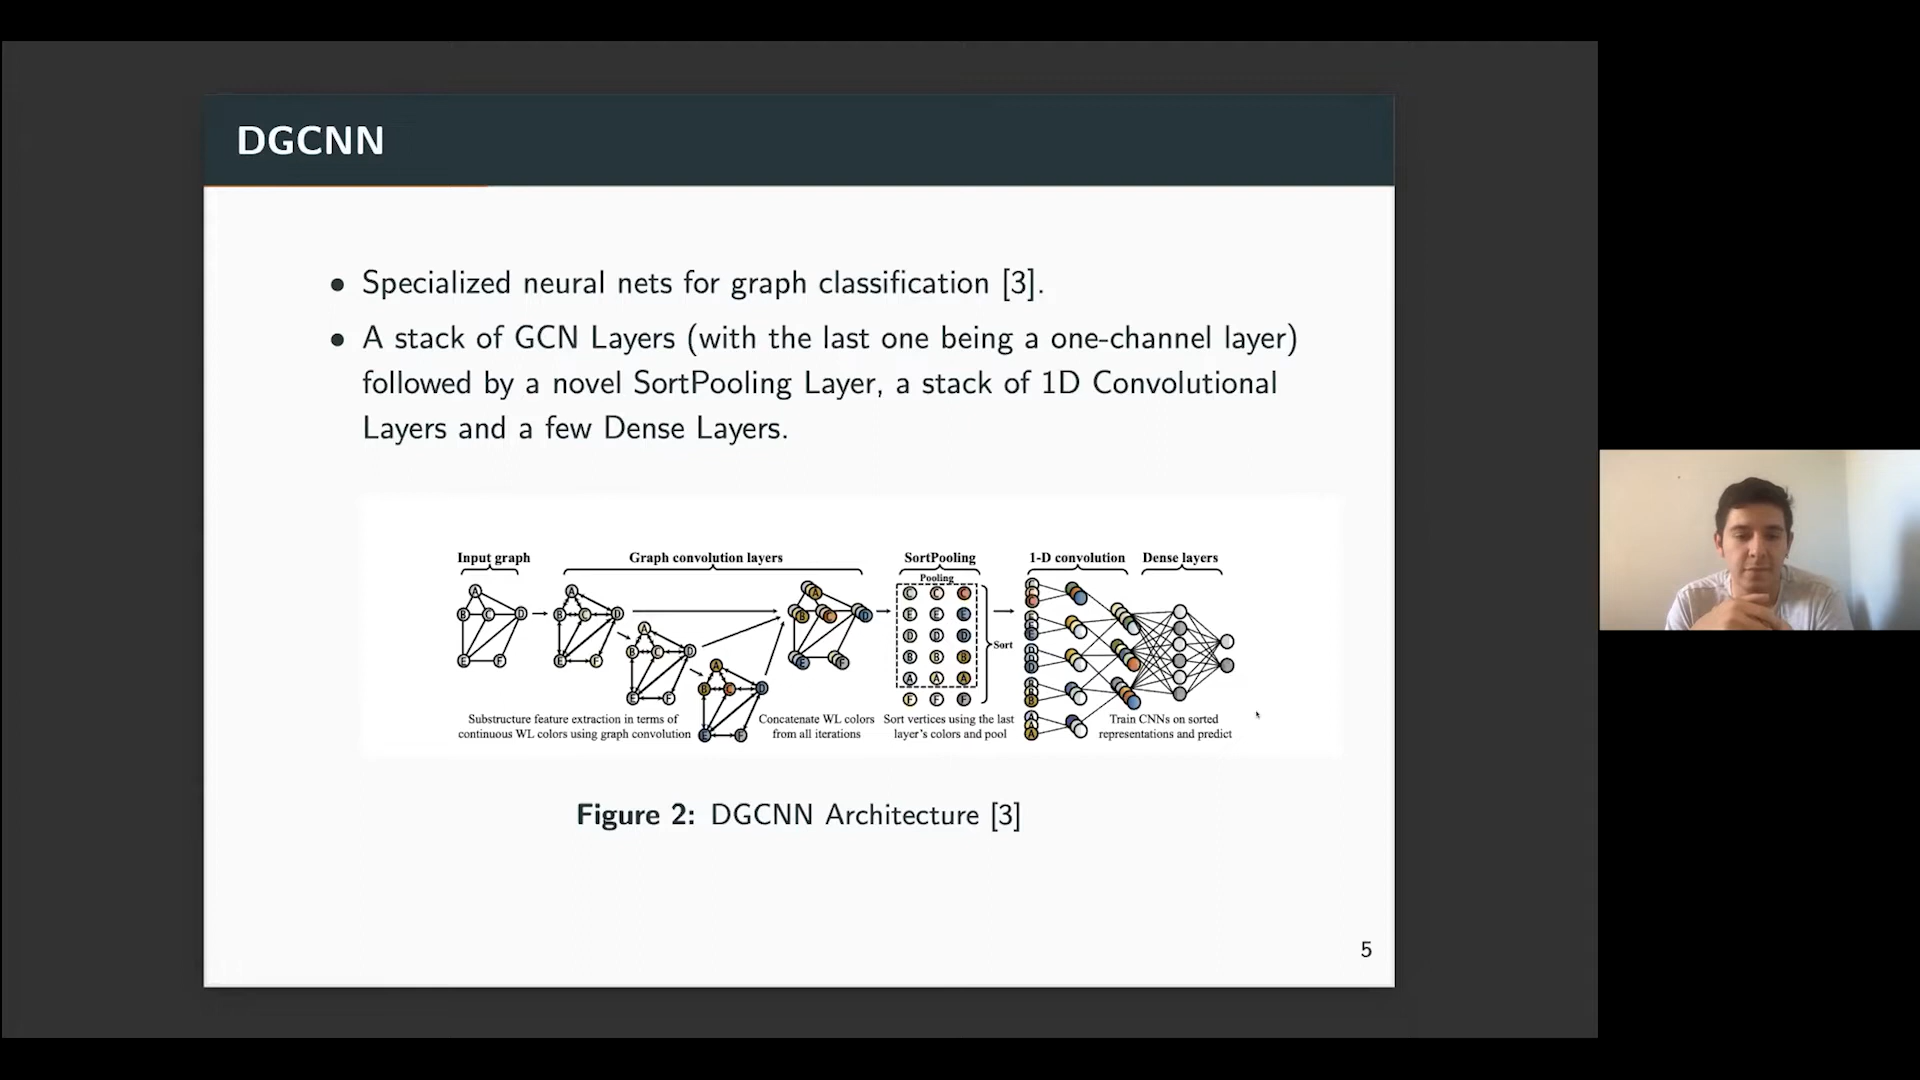 DGCNN
• Specialized neural nets for graph classification [3].
• A stack of GCN Layers (with the last one being a one-channel layer)
followed by a novel SortPooling Layer, a stack of 1D Convolutional
Layers and a few Dense Layers.
Input graph
Graph convolution layers
SortPooling
1-D convolution
Dense layers
Pooling
A
B C D
E F
A
B C D
E F
A
B C D
E F
A
B C D
E F
A
B C D
E F
C C C
E E E
D D D
B B B
A A A
F F F
Sort
Substructure feature extraction in terms of
continuous WL colors using graph convolution
Concatenate WL colors
from all iterations
Sort vertices using the last
layer's colors and pool
Train CNNs on sorted
representations and predict
Figure 2: DGCNN Architecture [3]
5